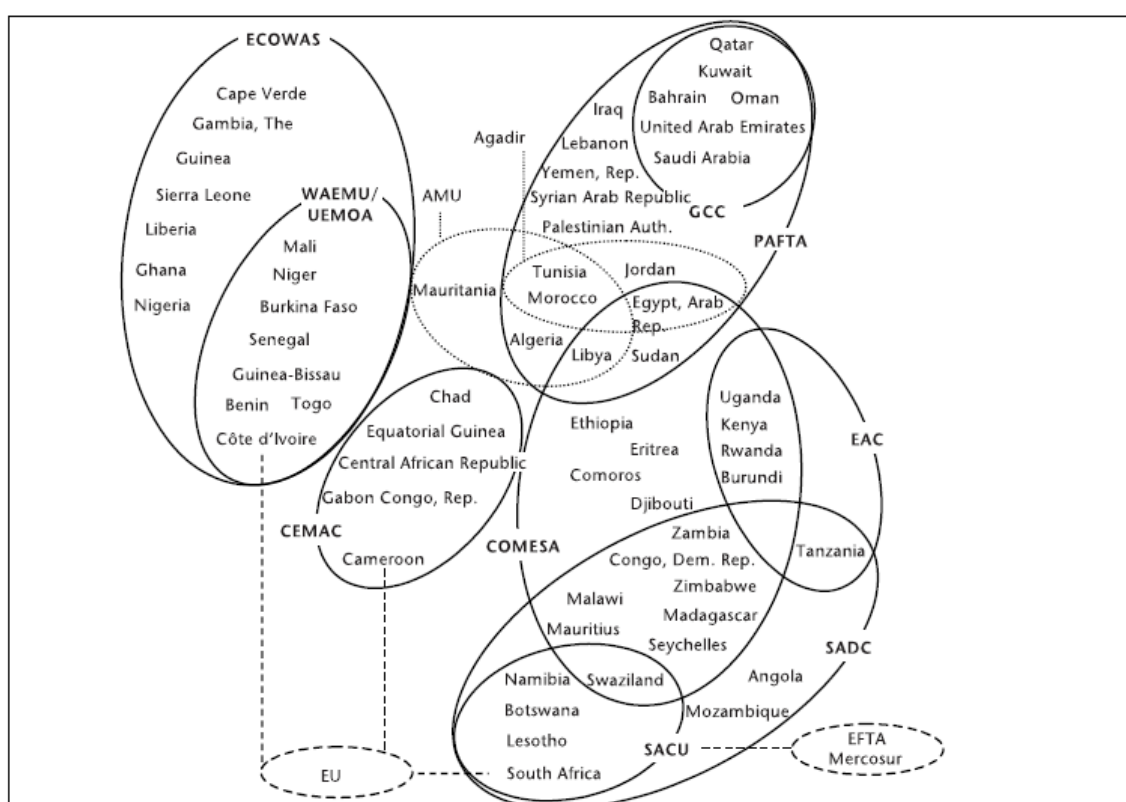 ECOWAS
Cape Verde
Gambia, The
Guinea
Sierra Leone
Liberia
Ghana
Nigeria
WAEMU/
UEMOA
Mali
Niger
Burkina Faso
Senegal
Guinea-Bissau
Benin Togo
Côte d'Ivoire
AMU
Agadir
Mauritania
Qatar
Kuwait
Bahrain Oman
United Arab Emirates
Saudi Arabia
GCC
Iraq
Lebanon
Yemen, Rep.
Syrian Arab Republic
Palestinian Auth.
PAFTA
Tunisia
Morocco
Jordan
Egypt, Arab
Rep.
Algeria
Libya
Sudan
Chad
Equatorial Guinea
Central African Republic
Gabon Congo, Rep.
CEMAC
Cameroon
COMESA
Ethiopia
Eritrea
Comoros
Djibouti
Uganda
Kenya
Rwanda
Burundi
EAC
Tanzania
Zambia
Congo, Dem. Rep.
Zimbabwe
Malawi
Madagascar
Mauritius
Seychelles
SADC
Angola
Mozambique
Namibia
Swaziland
Botswana
Lesotho
South Africa
SACU
EU
EFTA
Mercosur